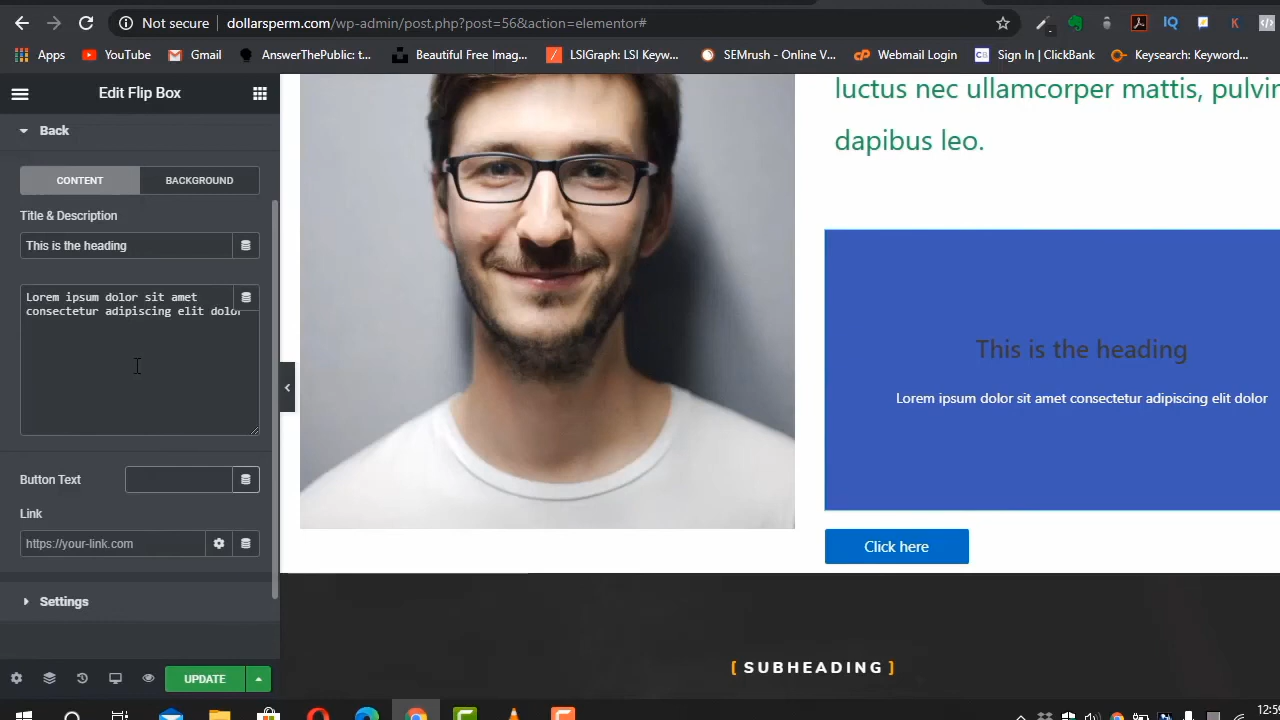 Not secure
dollarsperm.com/wp-admin/post.php?post=56&action=elementor#
Apps
YouTube
Gmail
AnswerThePublic: t...
Beautiful Free Imag...
LSIGraph: LSI Keyw...
SEMrush - Online V...
Webmail Login
Sign In | ClickBank
Keysearch: Keyword...
Edit Flip Box
Back
CONTENT
BACKGROUND
Title & Description
This is the heading
Lorem ipsum dolor sit amet
consectetur adipiscing elit dolor
Button Text
Link
https://your-link.com
Settings
UPDATE
luctus nec ullamcorper mattis, pulvin
dapibus leo.
This is the heading
Lorem ipsum dolor sit amet consectetur adipiscing elit dolor
Click here
[ SUBHEADING ]